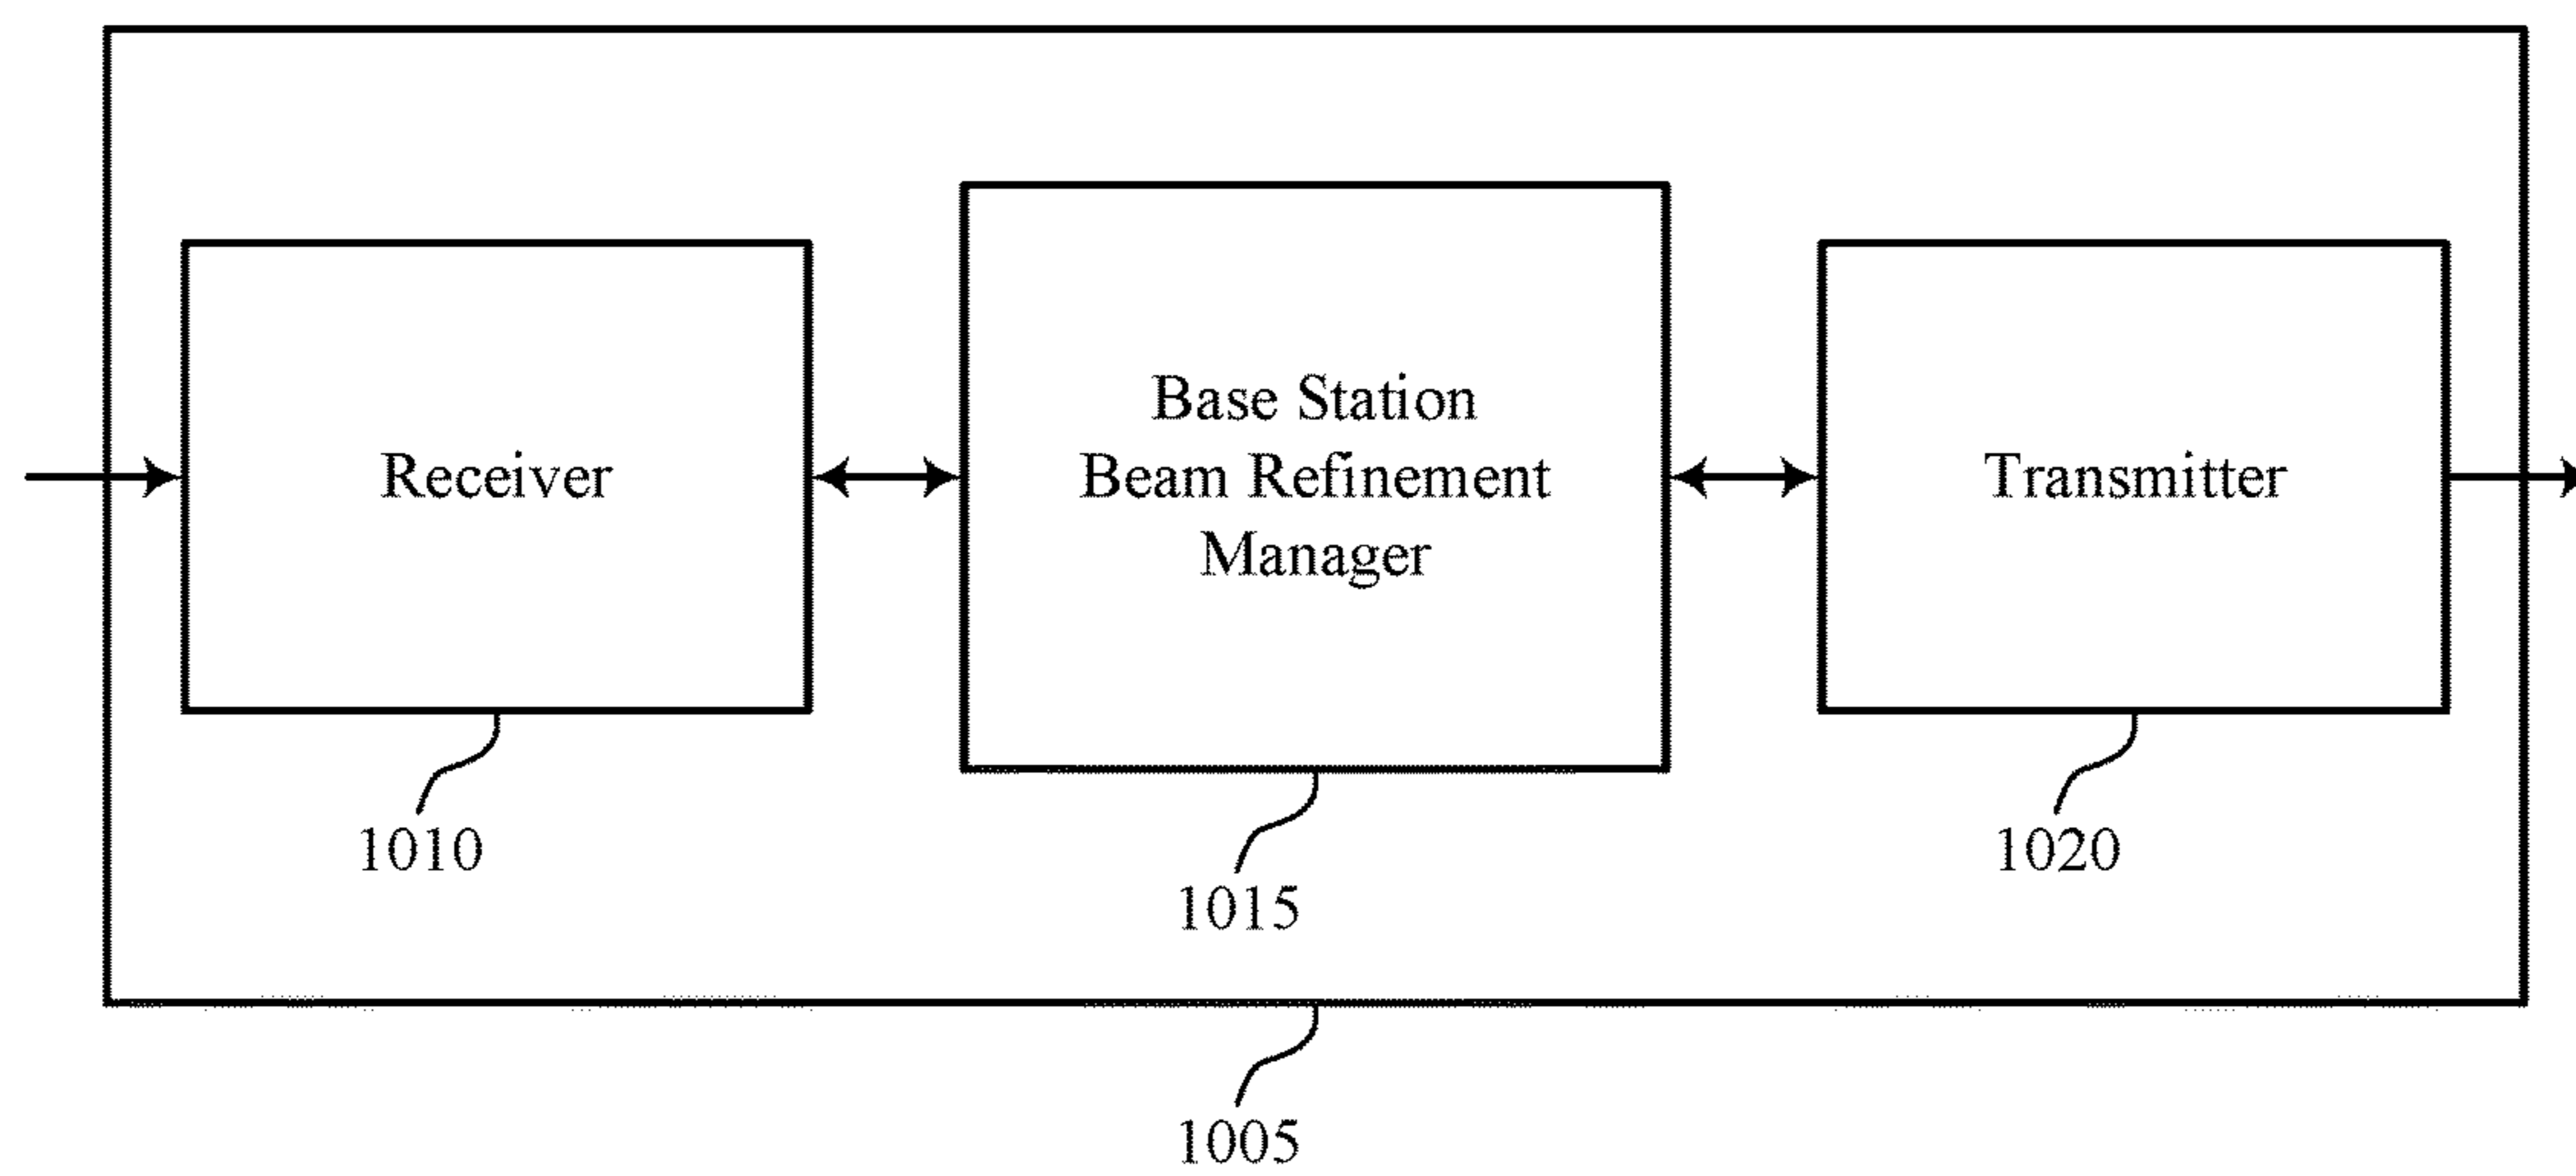 Receiver
Base Station
Beam Refinement
Manager
Transmitter
1010
1015
1020
1005